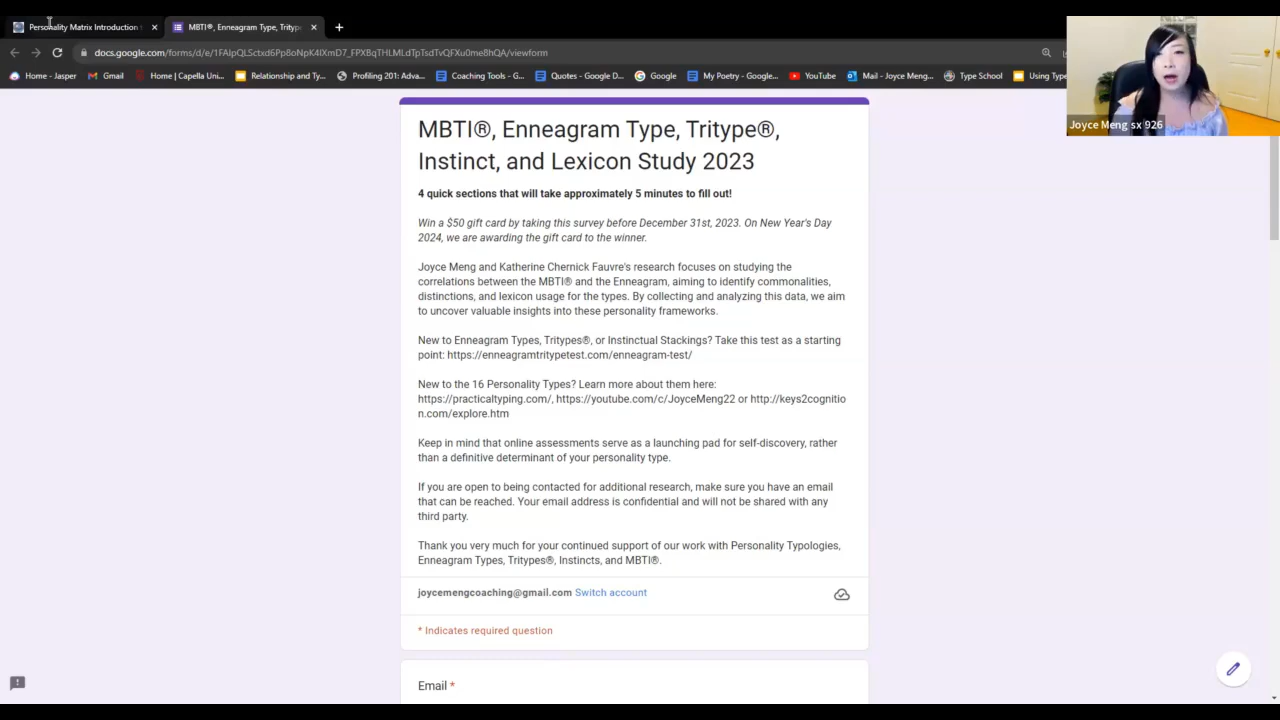 Personality Matrix Introduction
MBTI®, Enneagram Type, Tritype
docs.google.com/forms/d/e/1FAIpQLSctxd6Pp8oNpK4IXmD7_FPXBqTHLMLdTpTsdTvQFXu0me8hQA/viewform
Home - Jasper
Gmail
Home | Capella Uni...
Relationship and Ty...
Profiling 201: Adva...
Coaching Tools - G...
Quotes - Google D...
Google
My Poetry - Google...
YouTube
Mail - Joyce Meng...
Type School
Using Type
Joyce Meng sx 926
MBTI®, Enneagram Type, Tritype®,
Instinct, and Lexicon Study 2023
4 quick sections that will take approximately 5 minutes to fill out!
Win a $50 gift card by taking this survey before December 31st, 2023. On New Year's Day
2024, we are awarding the gift card to the winner.
Joyce Meng and Katherine Chernick Fauvre's research focuses on studying the
correlations between the MBTI® and the Enneagram, aiming to identify commonalities,
distinctions, and lexicon usage for the types. By collecting and analyzing this data, we aim
to uncover valuable insights into these personality frameworks.
New to Enneagram Types, Tritypes®, or Instinctual Stackings? Take this test as a starting
point: https://enneagramtritypetest.com/enneagram-test/
New to the 16 Personality Types? Learn more about them here:
https://practicaltyping.com/, https://youtube.com/c/JoyceMeng22 or http://keys2cognitio
n.com/explore.htm
Keep in mind that online assessments serve as a launching pad for self-discovery, rather
than a definitive determinant of your personality type.
If you are open to being contacted for additional research, make sure you have an email
that can be reached. Your email address is confidential and will not be shared with any
third party.
Thank you very much for your continued support of our work with Personality Typologies,
Enneagram Types, Tritypes®, Instincts, and MBTI®.
joycemengcoaching@gmail.com Switch account
* Indicates required question
Email *